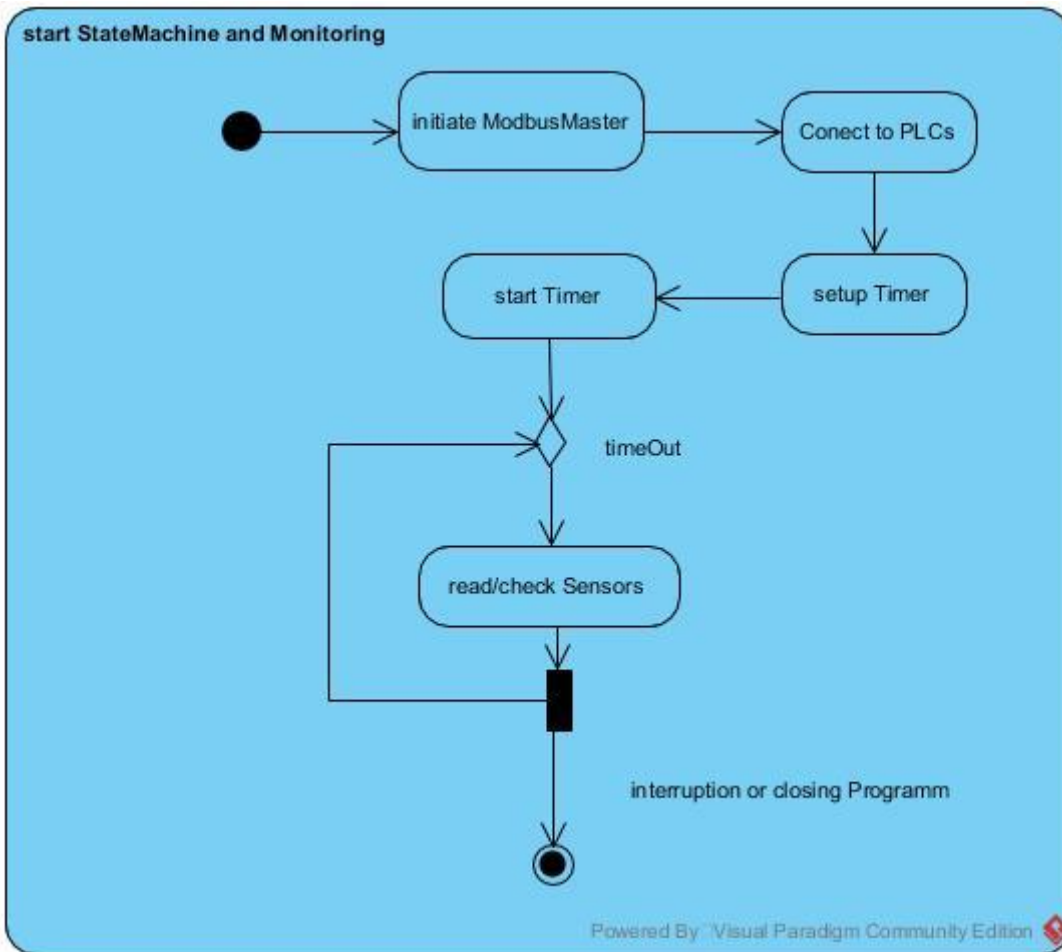 start StateMachine and Monitoring
initiate ModbusMaster
Conect to PLCs
start Timer
setup Timer
timeOut
read/check Sensors
interruption or closing Programm
Powered By Visual Paradigm Community Edition